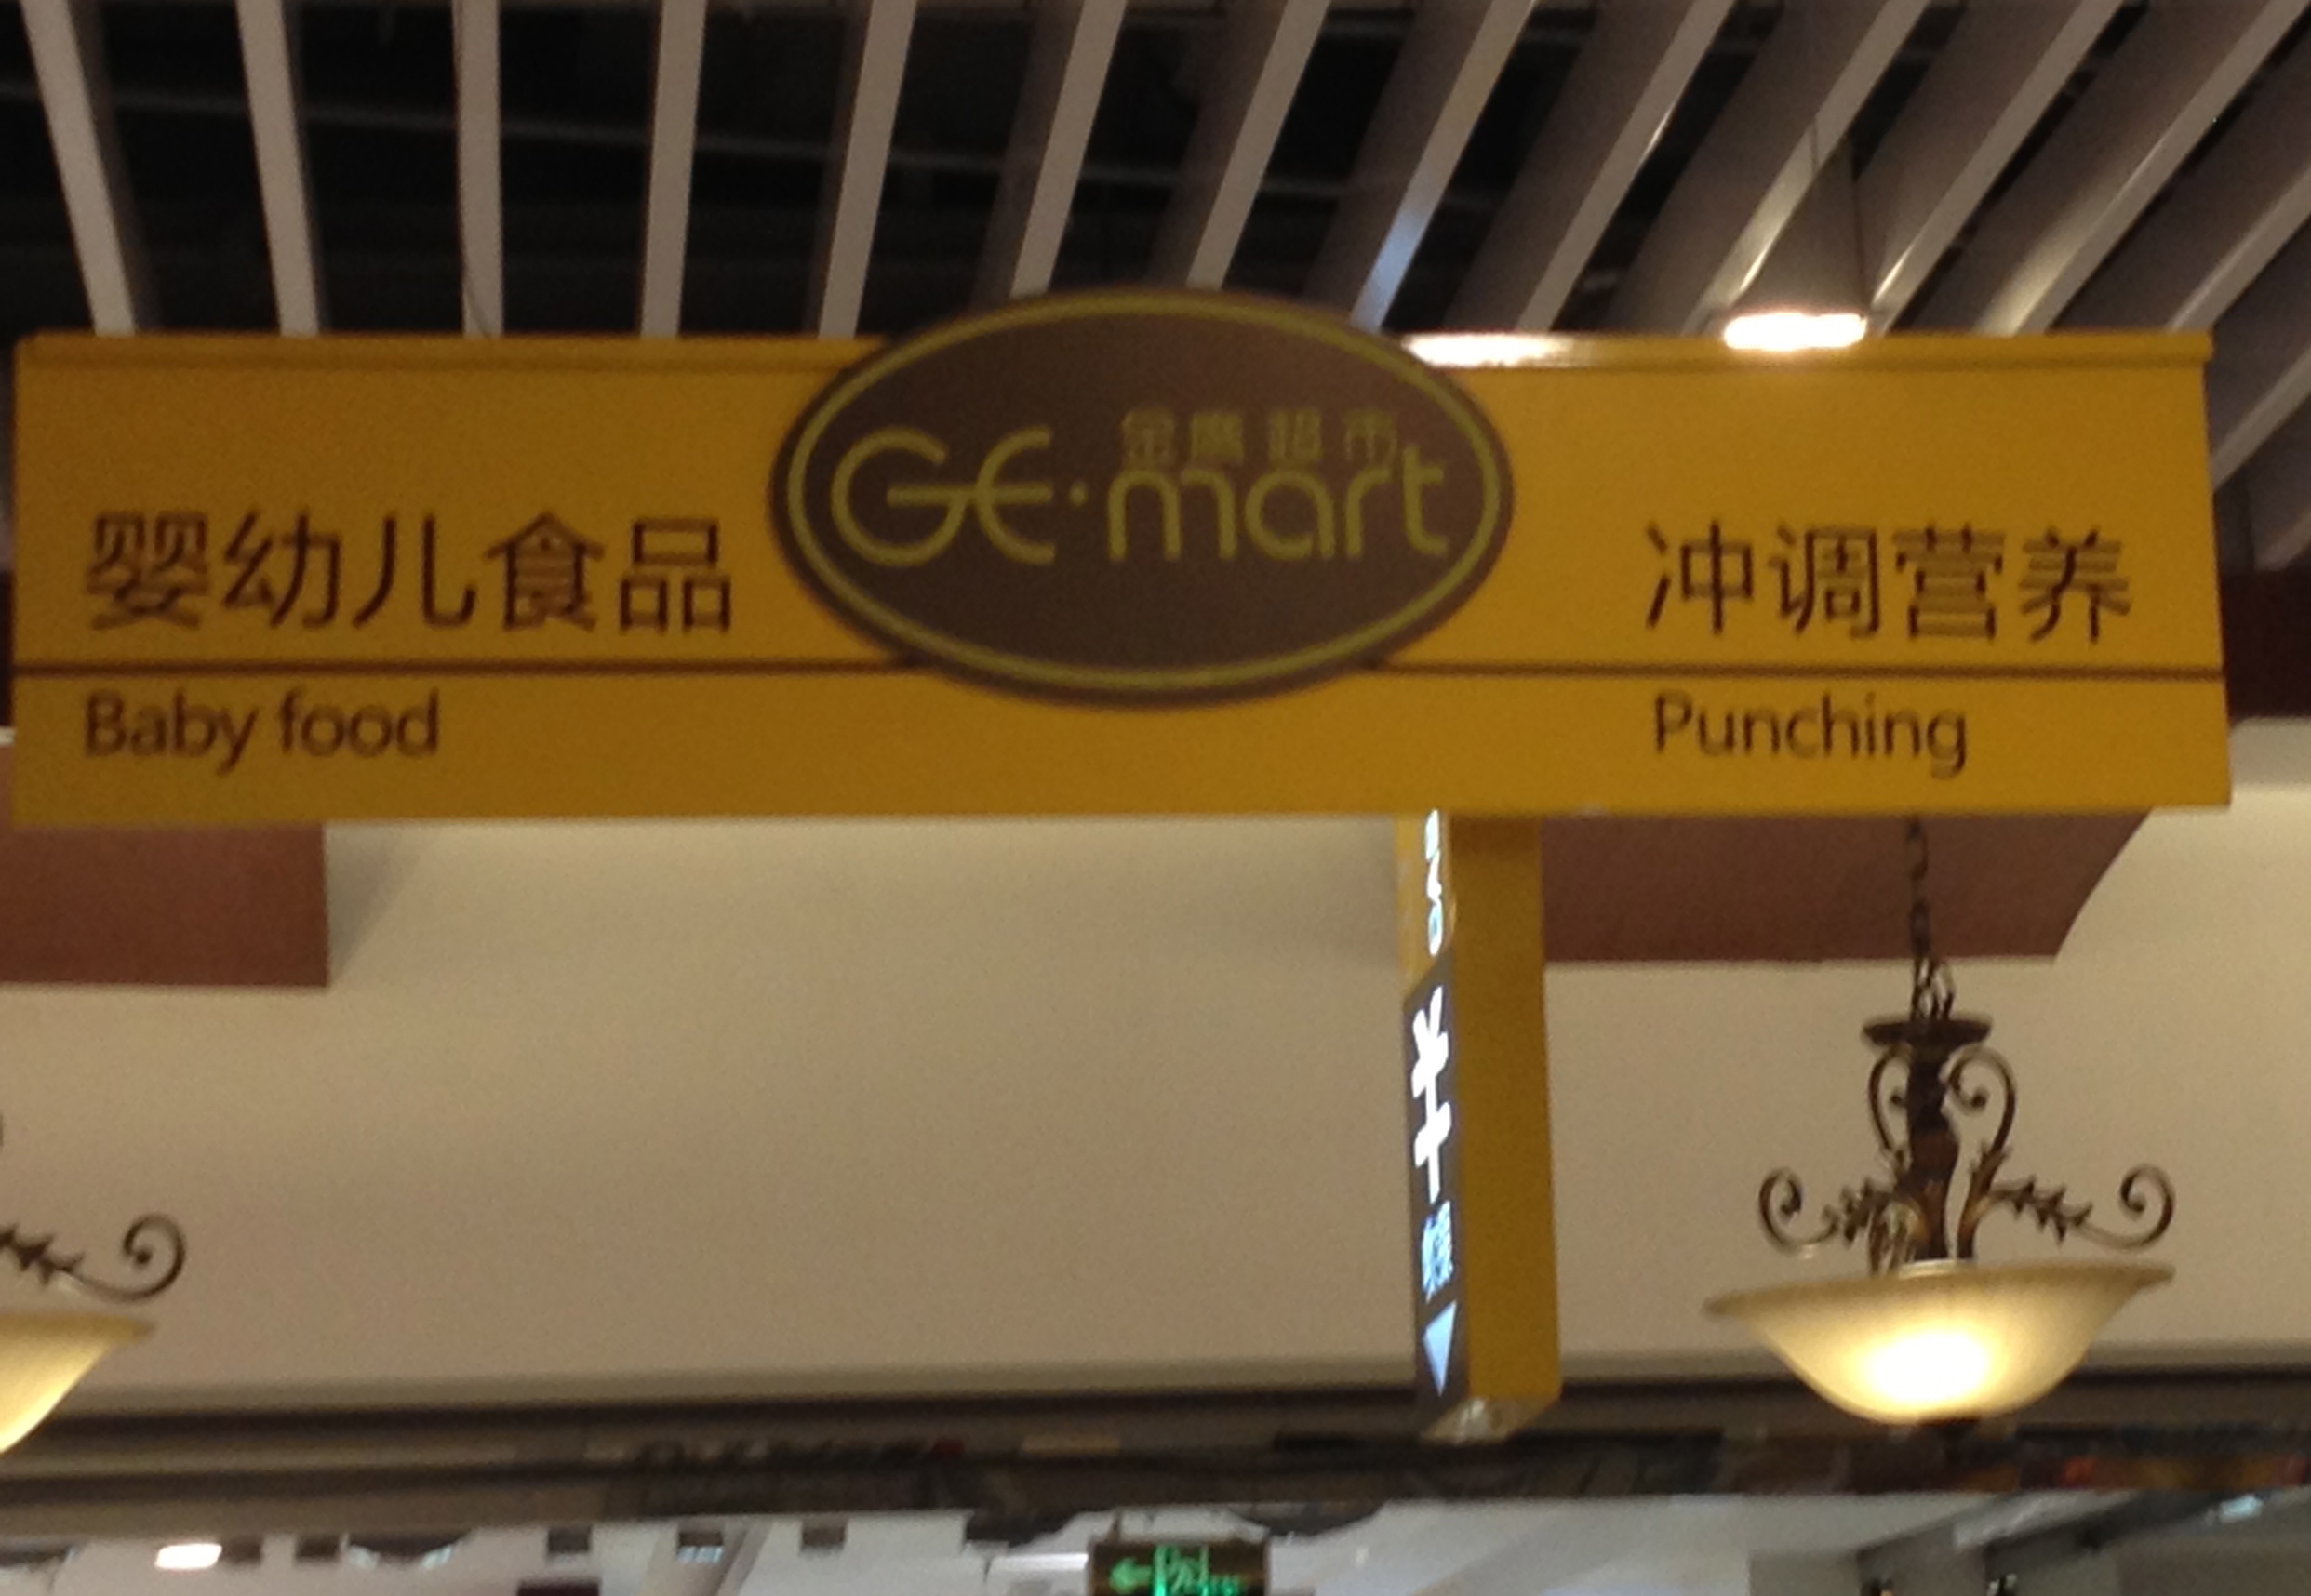 金鹰超市
GE·mart
婴幼儿食品
冲调营养
Baby food
Punching